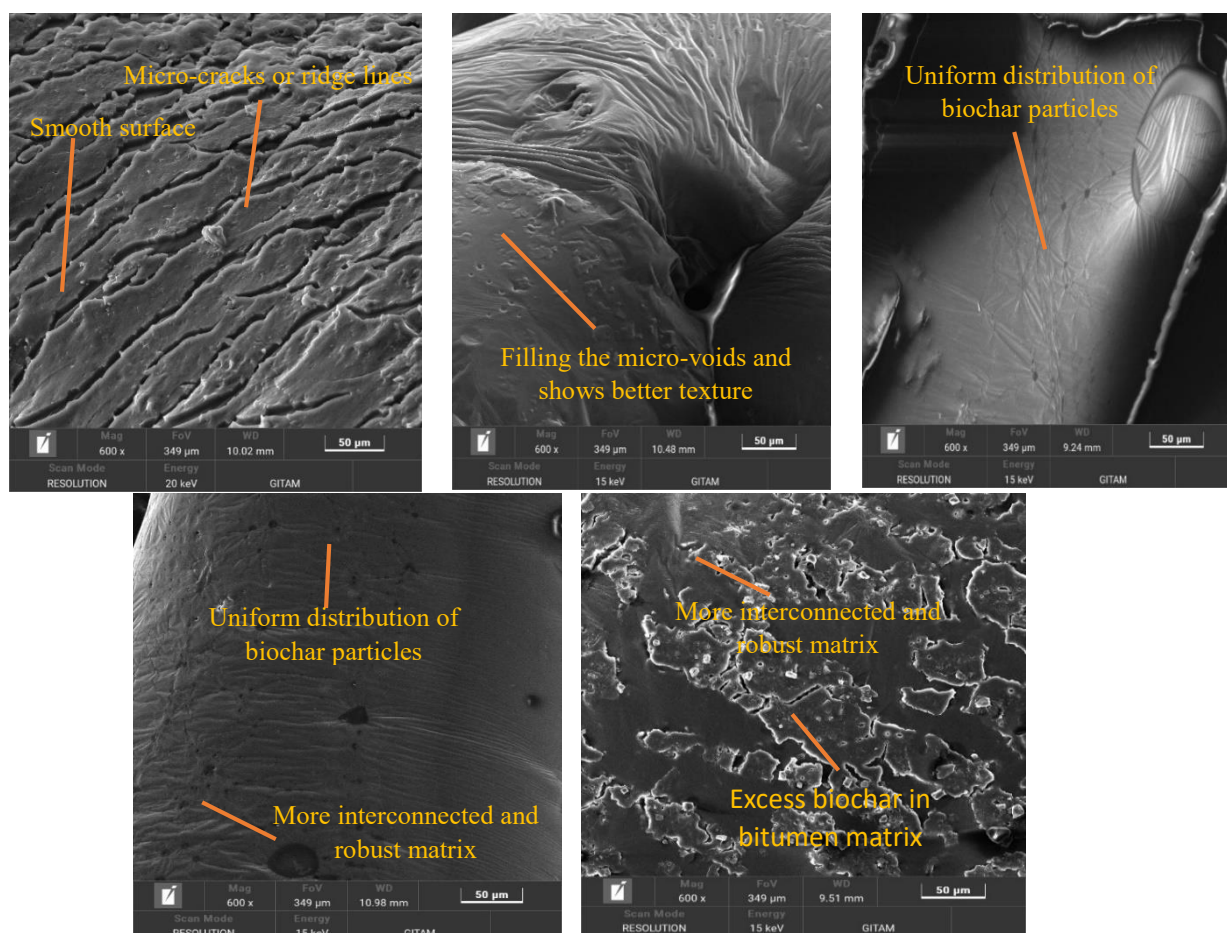 Micro-cracks or ridge lines
Smooth surface
Mag
600 x
FoV
349 µm
WD
10.02 mm
50 µm
Scan Mode
RESOLUTION
Energy
20 keV
GITAM
Filling the micro-voids and
shows better texture
Mag
600 x
FoV
349 µm
WD
10.48 mm
50 µm
Scan Mode
RESOLUTION
Energy
15 keV
GITAM
Uniform distribution of
biochar particles
Mag
600 x
FoV
349 µm
WD
9.24 mm
50 µm
Scan Mode
RESOLUTION
Energy
15 keV
GITAM
Uniform distribution of
biochar particles
More interconnected and
robust matrix
Mag
600 x
FoV
349 µm
WD
10.98 mm
50 µm
Scan Mode
RESOLUTION
Energy
15 keV
GITAM
More interconnected and
robust matrix
Excess biochar in
bitumen matrix
Mag
600 x
FoV
349 µm
WD
9.51 mm
50 µm
Scan Mode
RESOLUTION
Energy
15 keV
GITAM